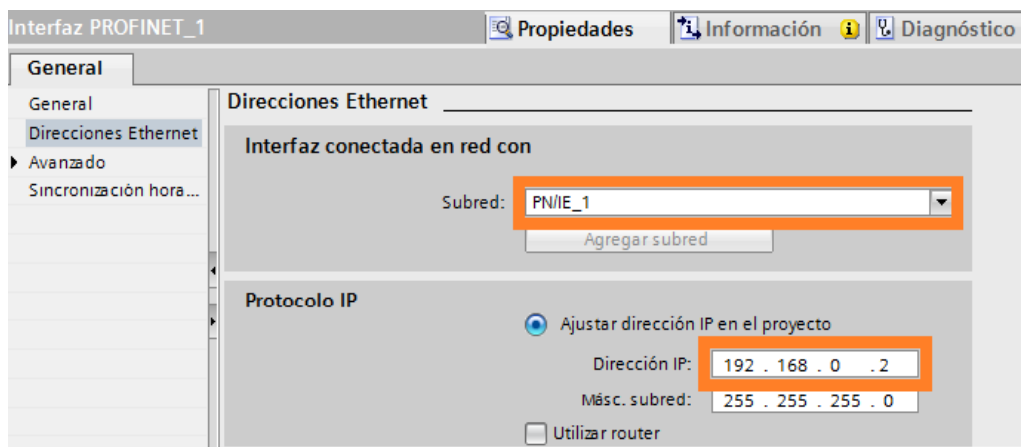 Interfaz PROFINET_1
Propiedades Información Diagnóstico
General
General
Direcciones Ethernet
Avanzado
Sincronización hora...
Direcciones Ethernet
Interfaz conectada en red con
Subred: PN/IE_1
Agregar subred
Protocolo IP
Ajustar dirección IP en el proyecto
Dirección IP: 192 . 168 . 0 . 2
Másc. subred: 255 . 255 . 255 . 0
Utilizar router